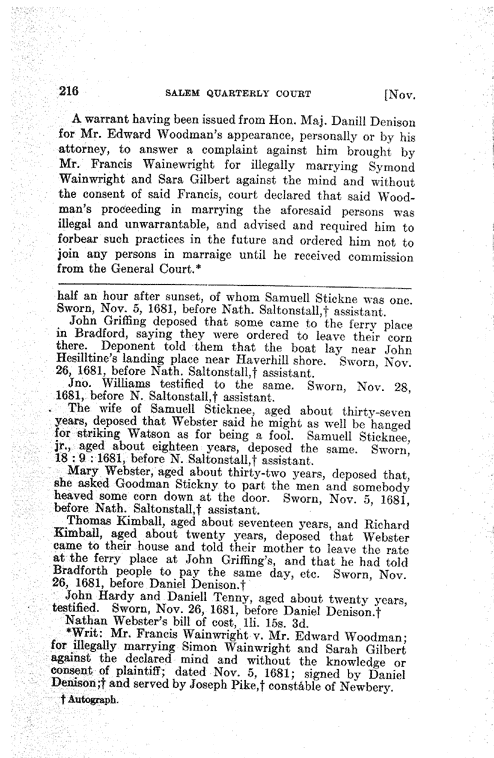 216 SALEM QUARTERLY COURT [Nov.
A warrant having been issued from Hon. Maj. Danill Denison
for Mr. Edward Woodman's appearance, personally or by his
attorney, to answer a complaint against him brought by
Mr. Francis Wainewright for illegally marrying Symond
Wainwright and Sara Gilbert against the mind and without
the consent of said Francis, court declared that said Wood-
man's proceeding in marrying the aforesaid persons was
illegal and unwarrantable, and advised and required him to
forbear such practices in the future and ordered him not to
join any persons in marraige until he received commission
from the General Court.*
half an hour after sunset, of whom Samuell Stickne was one.
Sworn, Nov. 5, 1681, before Nath. Saltonstall,† assistant.
John Griffing deposed that some came to the ferry place
in Bradford, saying they were ordered to leave their corn
there. Deponent told them that the boat lay near John
Hesilltine's landing place near Haverhill shore. Sworn, Nov.
26, 1681, before Nath. Saltonstall,† assistant.
Jno. Williams testified to the same. Sworn, Nov. 28,
1681, before N. Saltonstall,† assistant.
The wife of Samuell Sticknee, aged about thirty-seven
years, deposed that Webster said he might as well be hanged
for striking Watson as for being a fool. Samuell Sticknee,
jr., aged about eighteen years, deposed the same. Sworn,
18 : 9 : 1681, before N. Saltonstall,† assistant.
Mary Webster, aged about thirty-two years, deposed that,
she asked Goodman Stickny to part the men and somebody
heaved some corn down at the door. Sworn, Nov. 5, 1681,
before Nath. Saltonstall,† assistant.
Thomas Kimball, aged about seventeen years, and Richard
Kimball, aged about twenty years, deposed that Webster
came to their house and told their mother to leave the rate
at the ferry place at John Griffing's, and that he had told
Bradforth people to pay the same day, etc. Sworn, Nov.
26, 1681, before Daniel Denison.†
John Hardy and Daniell Tenny, aged about twenty years,
testified. Sworn, Nov. 26, 1681, before Daniel Denison.†
Nathan Webster's bill of cost, 1li. 15s. 3d.
*Writ: Mr. Francis Wainwright v. Mr. Edward Woodman;
for illegally marrying Simon Wainwright and Sarah Gilbert
against the declared mind and without the knowledge or
consent of plaintiff; dated Nov. 5, 1681; signed by Daniel
Denison;† and served by Joseph Pike,† constable of Newbery.
† Autograph.